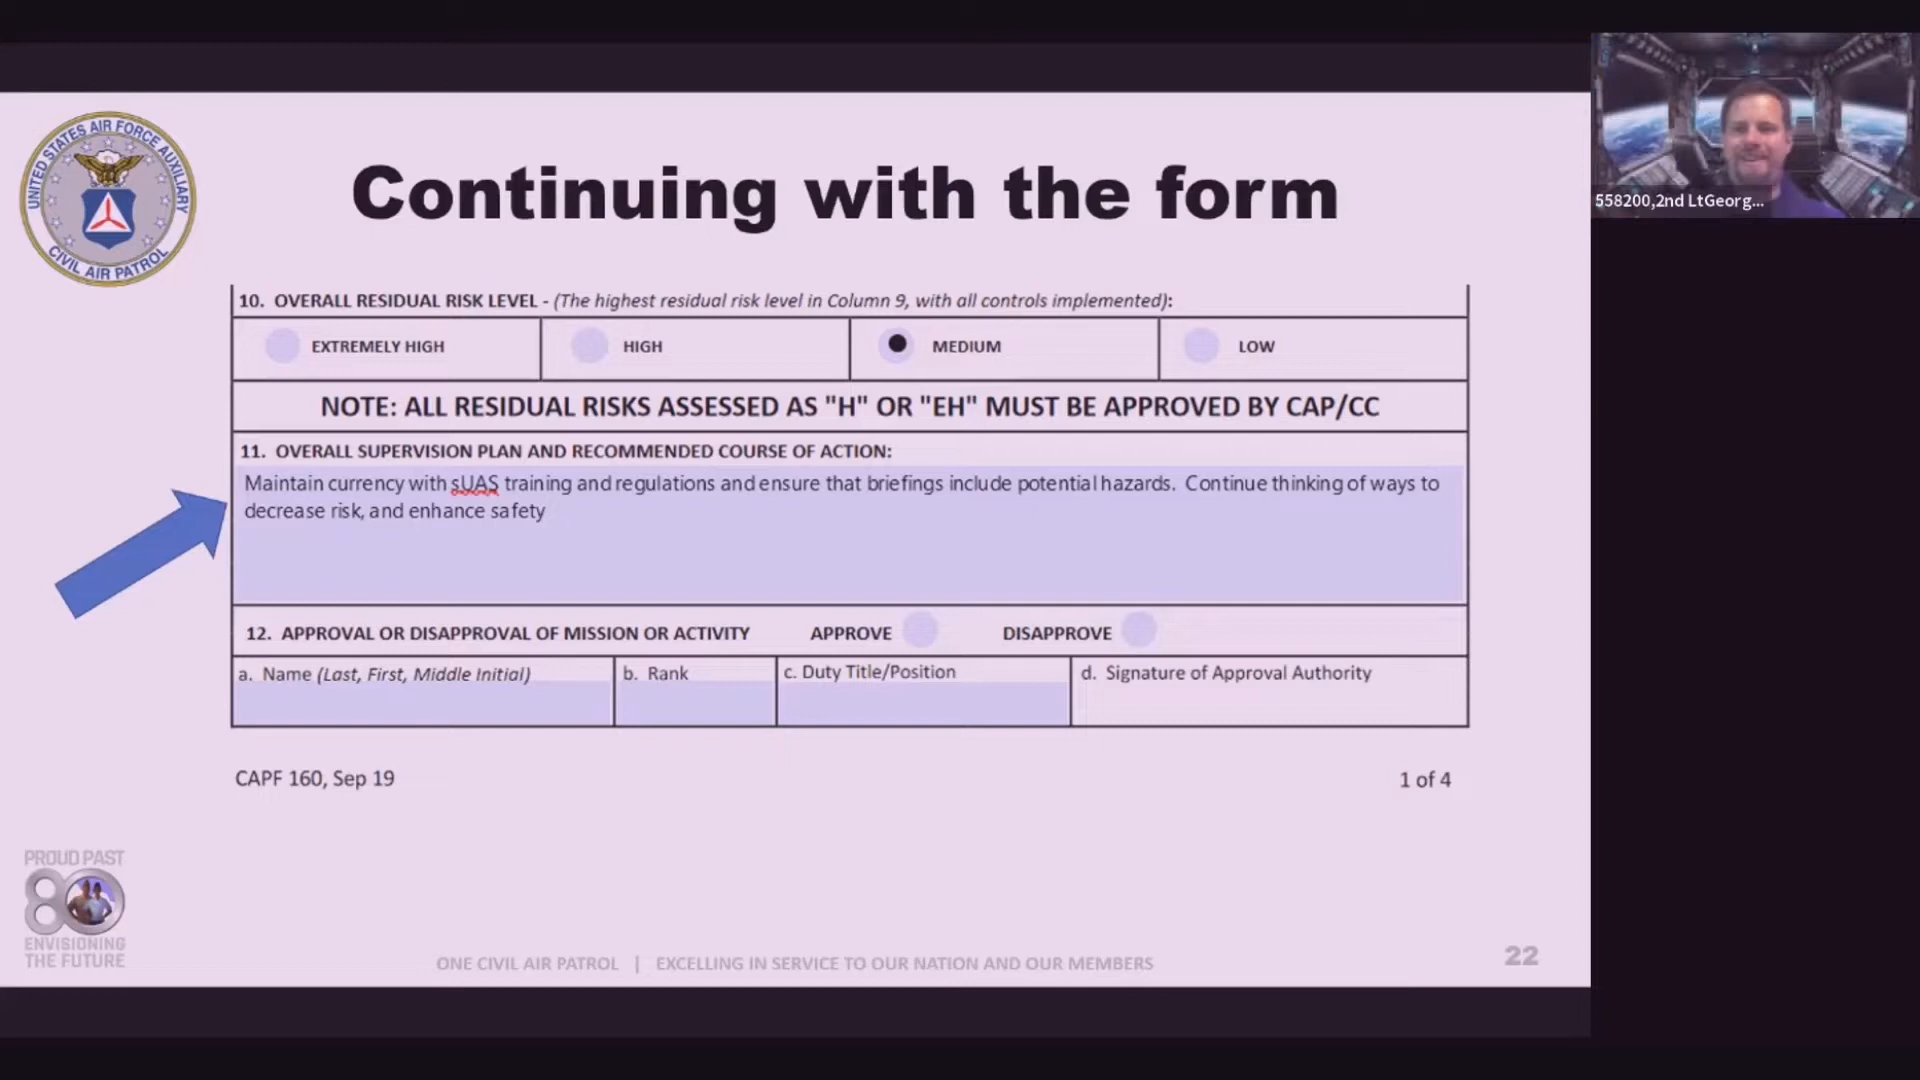 UNITED STATES AIR FORCE AUXILIARY
CIVIL AIR PATROL
Continuing with the form
558200,2nd LtGeorg...
10. OVERALL RESIDUAL RISK LEVEL - (The highest residual risk level in Column 9, with all controls implemented):
EXTREMELY HIGH
HIGH
MEDIUM
LOW
NOTE: ALL RESIDUAL RISKS ASSESSED AS "H" OR "EH" MUST BE APPROVED BY CAP/CC
11. OVERALL SUPERVISION PLAN AND RECOMMENDED COURSE OF ACTION:
Maintain currency with sUAS training and regulations and ensure that briefings include potential hazards. Continue thinking of ways to
decrease risk, and enhance safety
12. APPROVAL OR DISAPPROVAL OF MISSION OR ACTIVITY APPROVE DISAPPROVE
a. Name (Last, First, Middle Initial)
b. Rank
c. Duty Title/Position
d. Signature of Approval Authority
CAPF 160, Sep 19
1 of 4
PROUD PAST
80
ENVISIONING
THE FUTURE
ONE CIVIL AIR PATROL | EXCELLING IN SERVICE TO OUR NATION AND OUR MEMBERS
22